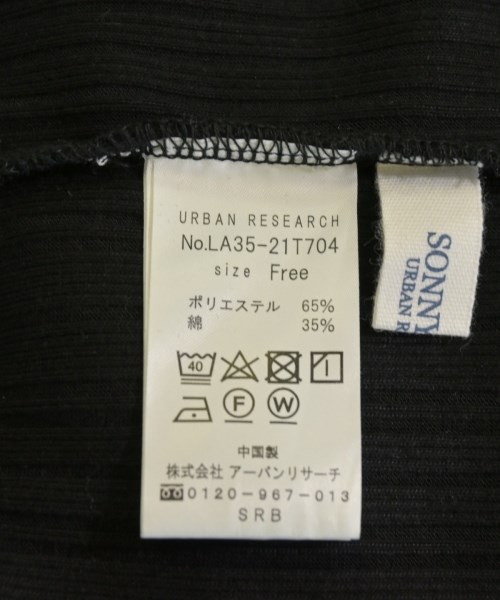 URBAN RESEARCH
No.LA35-21T704
size Free
ポリエステル 65%
綿 35%
40
F W
中国製
株式会社 アーバンリサーチ
0120-967-013
SRB
SONNY
URBAN R